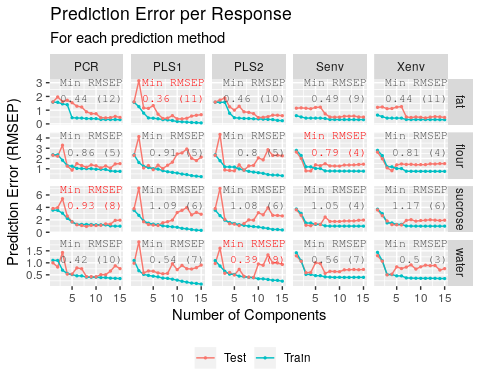 Prediction Error per Response
For each prediction method
PCR PLS1 PLS2 Senv Xenv
Min RMSEP Min RMSEP Min RMSEP Min RMSEP Min RMSEP
0.44 (12) 0.36 (11) 0.46 (10) 0.49 (9) 0.44 (11)
fat
3
2
1
0
Min RMSEP Min RMSEP Min RMSEP Min RMSEP Min RMSEP
0.86 (5) 0.91 (5) 0.8 (5) 0.79 (4) 0.81 (4)
flour
4
3
2
1
Min RMSEP Min RMSEP Min RMSEP Min RMSEP Min RMSEP
0.93 (8) 1.09 (6) 1.08 (6) 1.05 (4) 1.17 (6)
sucrose
6
4
2
0
Min RMSEP Min RMSEP Min RMSEP Min RMSEP Min RMSEP
0.42 (10) 0.54 (7) 0.39 (9) 0.56 (7) 0.5 (3)
water
1.5
1.0
0.5
Prediction Error (RMSEP)
5 10 15 5 10 15 5 10 15 5 10 15 5 10 15
Number of Components
Test Train